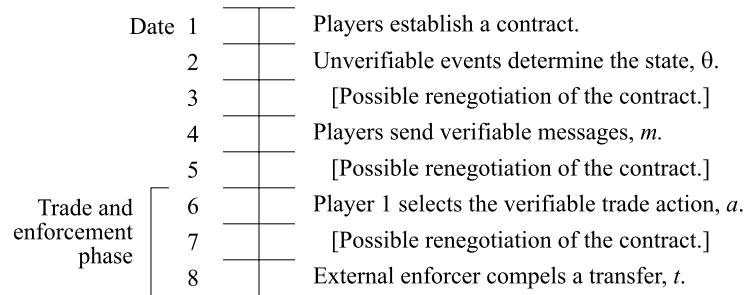 Date 1 Players establish a contract.
2 Unverifiable events determine the state, θ.
3 [Possible renegotiation of the contract.]
4 Players send verifiable messages, m.
5 [Possible renegotiation of the contract.]
Trade and enforcement phase
6 Player 1 selects the verifiable trade action, a.
7 [Possible renegotiation of the contract.]
8 External enforcer compels a transfer, t.